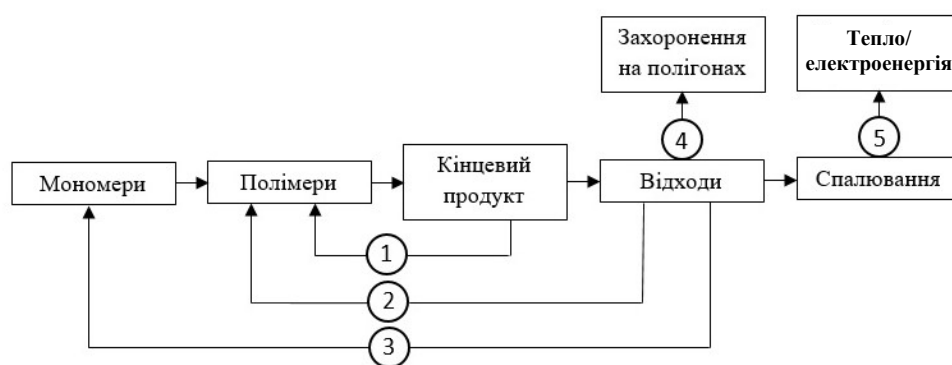 Захоронення
на полігонах
Тепло/
електроенергія
4
5
Мономери
Полімери
Кінцевий
продукт
Відходи
Спалювання
1
2
3